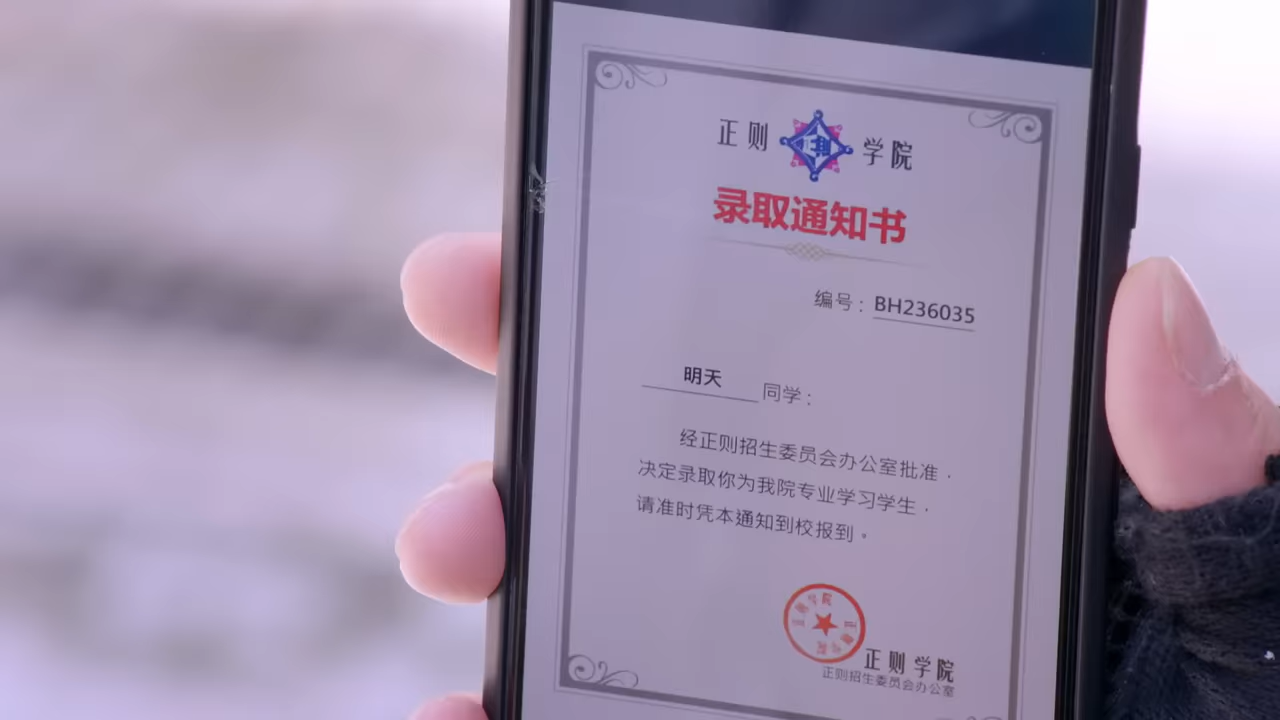 正则 学院
录取通知书
编号：BH236035
明天 同学：
经正则招生委员会办公室批准，
决定录取你为我院专业学习学生，
请准时凭本通知到校报到。
正则学院
正则招生委员会办公室